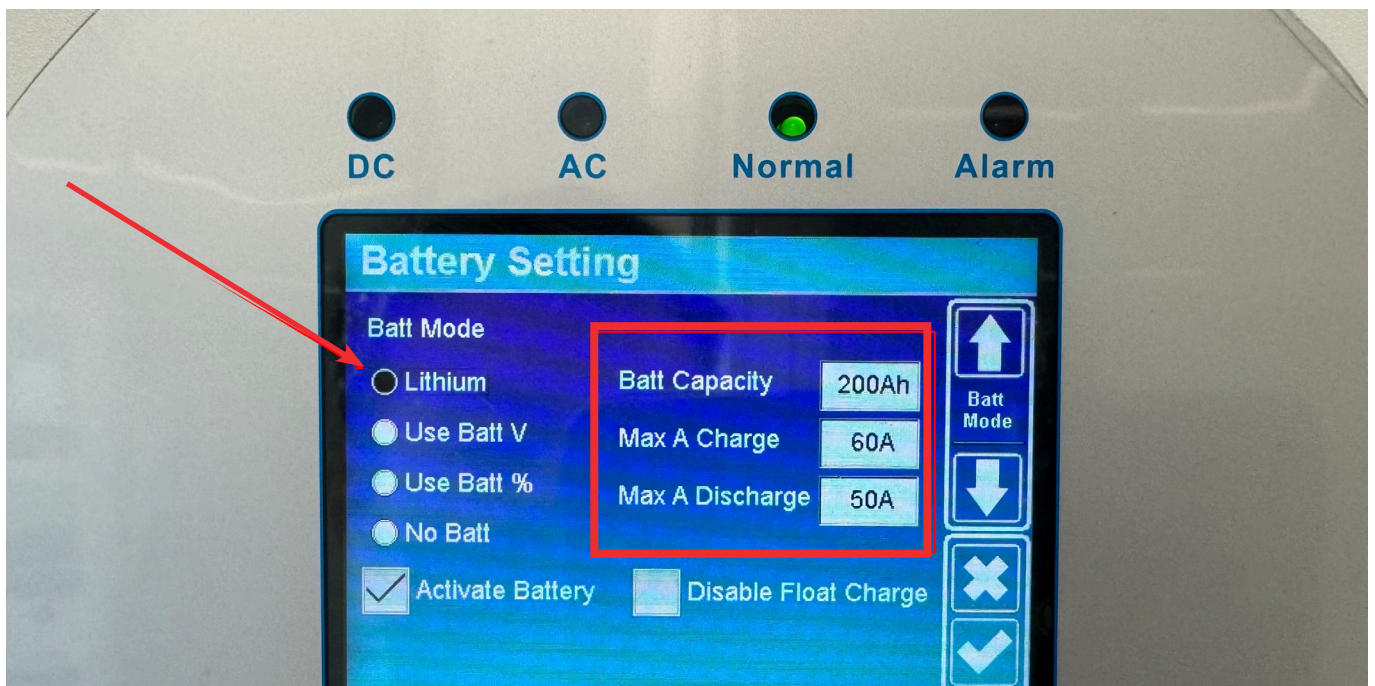 DC AC Normal Alarm
Battery Setting
Batt Mode
Lithium Batt Capacity 200Ah
Use Batt V Max A Charge 60A
Use Batt % Max A Discharge 50A
No Batt
Activate Battery Disable Float Charge
Batt
Mode